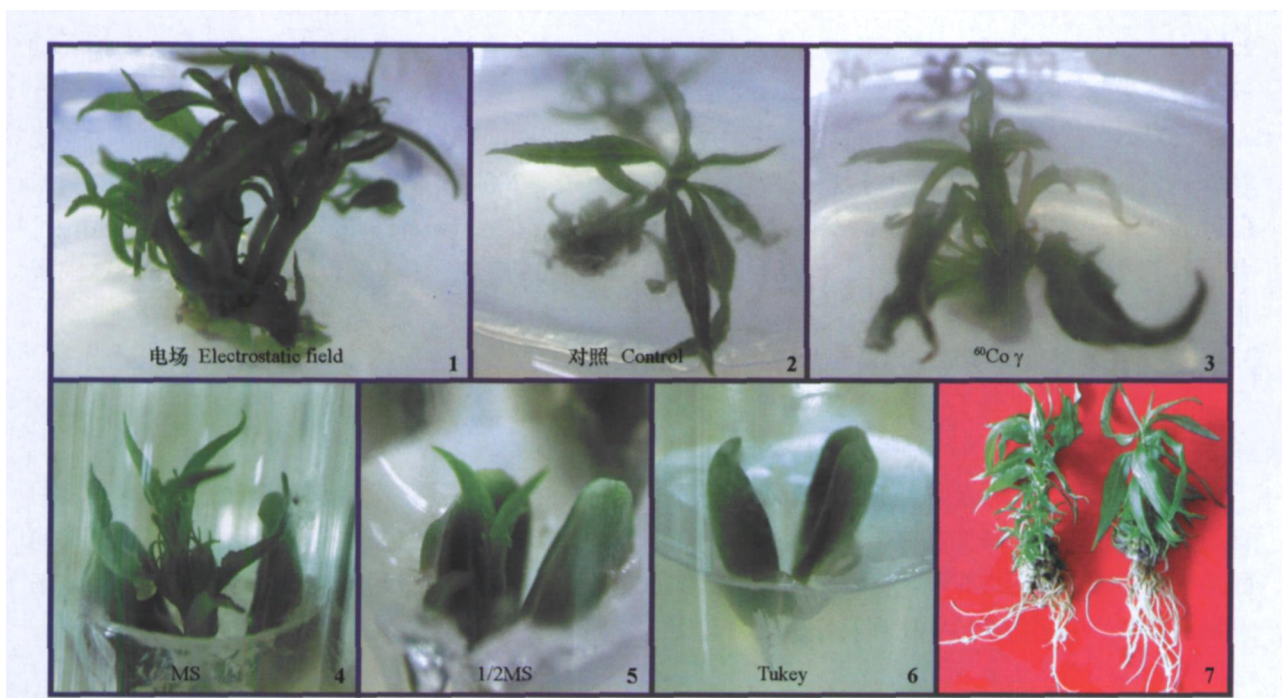 电场 Electrostatic field
1
对照 Control
2
⁶⁰Co γ
3
MS
4
1/2MS
5
Tukey
6
7